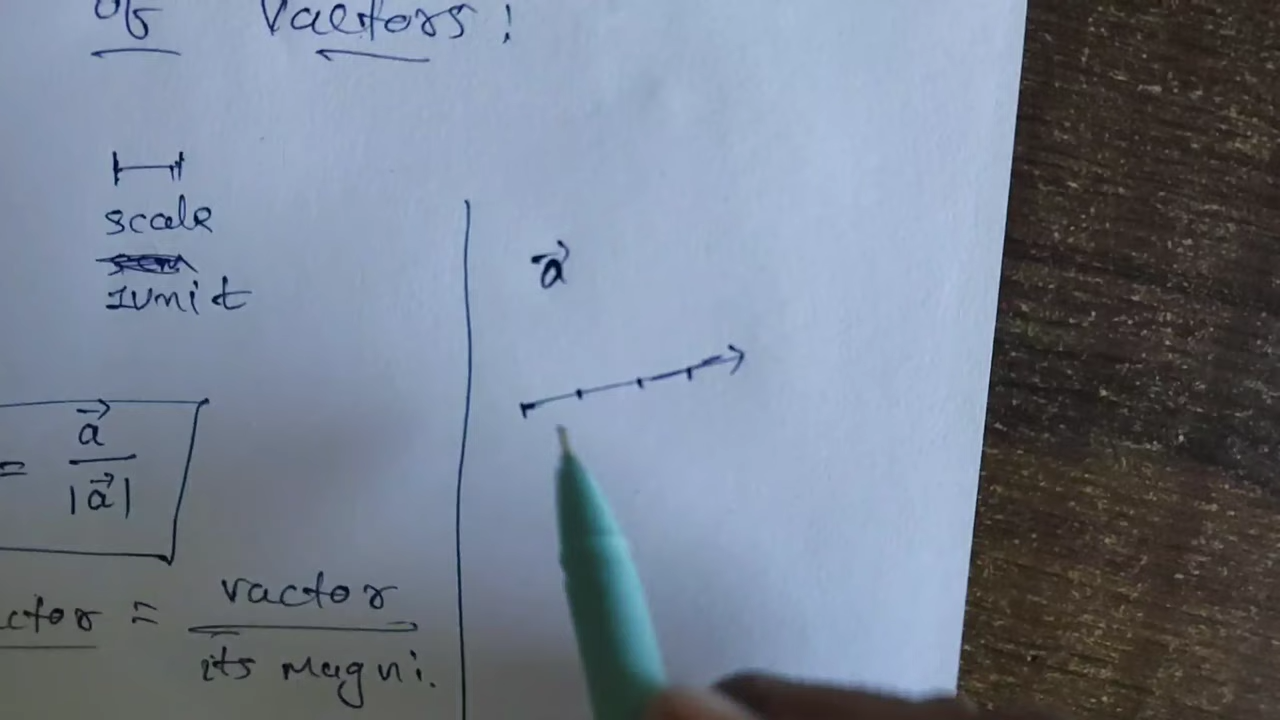 of Vactors!
scale
1unit
a⃗
= a⃗ / |a⃗|
ctor = vactor / its magni.